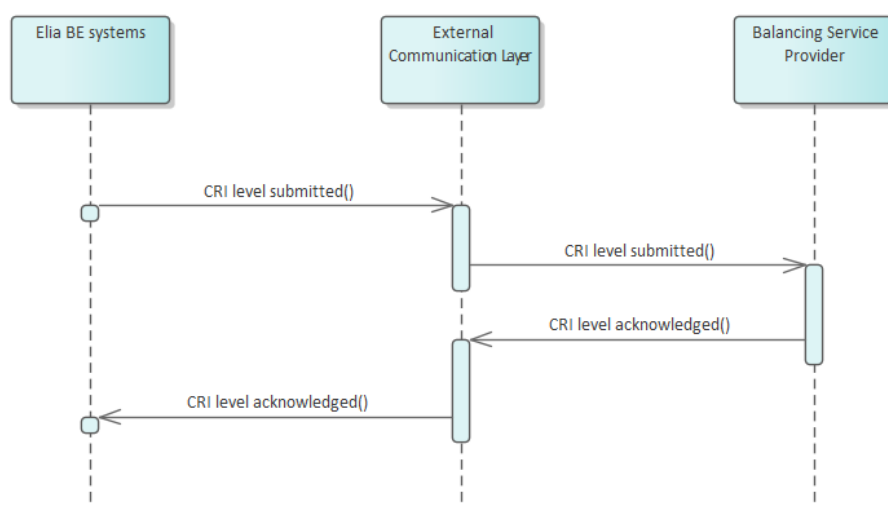 Elia BE systems
External
Communication Layer
Balancing Service
Provider
CRI level submitted()
CRI level submitted()
CRI level acknowledged()
CRI level acknowledged()